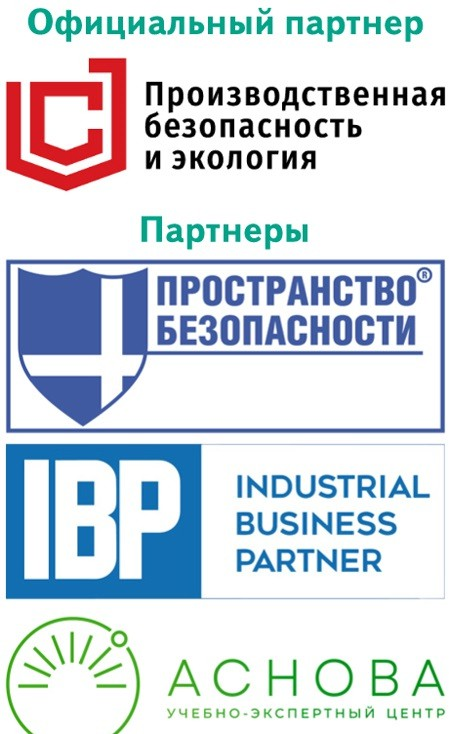 Официальный партнер
Производственная
безопасность
и экология
Партнеры
ПРОСТРАНСТВО®
БЕЗОПАСНОСТИ
IBP
INDUSTRIAL
BUSINESS
PARTNER
АСНОВА
УЧЕБНО-ЭКСПЕРТНЫЙ ЦЕНТР